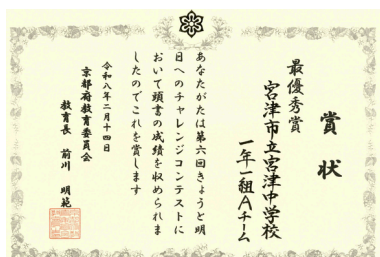 賞状
最優秀賞
宮津市立宮津中学校
一年一組Aチーム
あなたがたは第六回きょうと明
日へのチャレンジコンテストに
おいて頭書の成績を収められま
したのでこれを賞します
令和八年二月十四日
京都府教育委員会
教育長 前川 明範